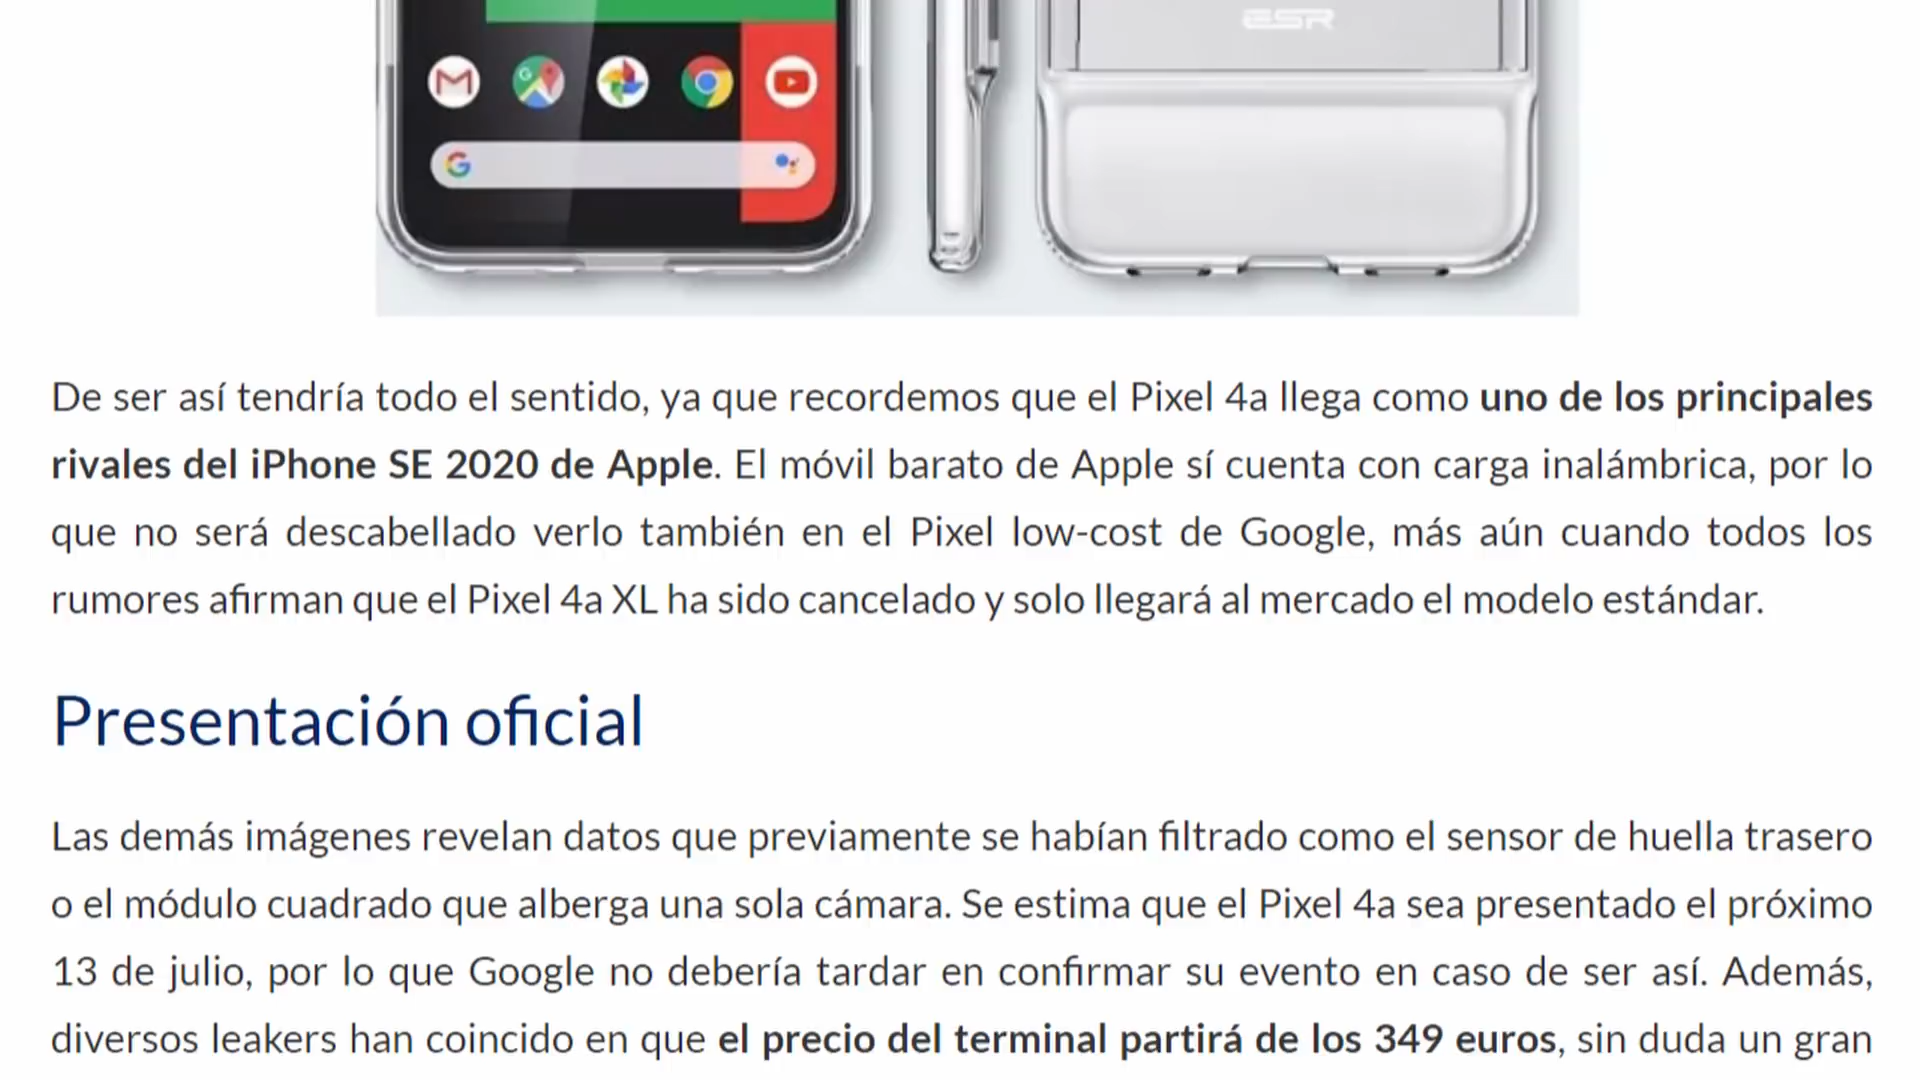 ESR
De ser así tendría todo el sentido, ya que recordemos que el Pixel 4a llega como uno de los principales
rivales del iPhone SE 2020 de Apple. El móvil barato de Apple sí cuenta con carga inalámbrica, por lo
que no será descabellado verlo también en el Pixel low-cost de Google, más aún cuando todos los
rumores afirman que el Pixel 4a XL ha sido cancelado y solo llegará al mercado el modelo estándar.
Presentación oficial
Las demás imágenes revelan datos que previamente se habían filtrado como el sensor de huella trasero
o el módulo cuadrado que alberga una sola cámara. Se estima que el Pixel 4a sea presentado el próximo
13 de julio, por lo que Google no debería tardar en confirmar su evento en caso de ser así. Además,
diversos leakers han coincido en que el precio del terminal partirá de los 349 euros, sin duda un gran